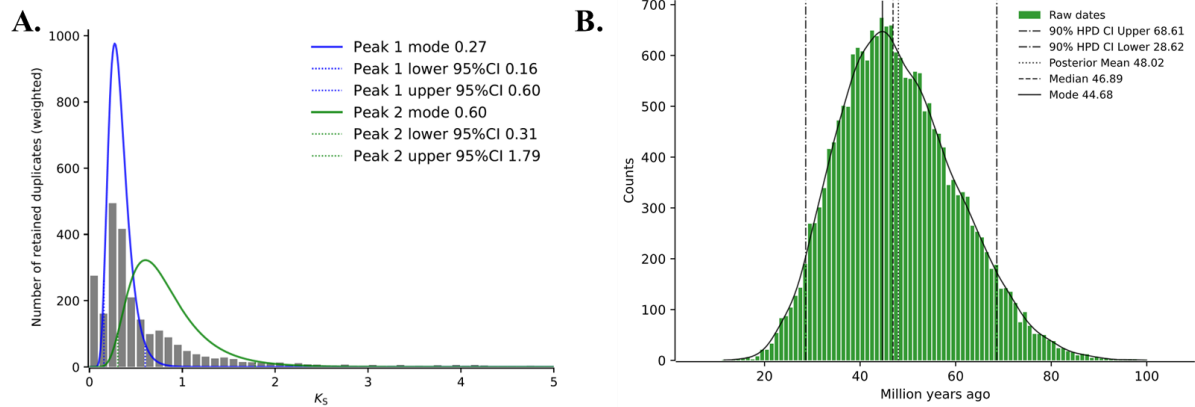 A.
1000
800
600
400
200
0
Number of retained duplicates (weighted)
0 1 2 3 4 5
KS
Peak 1 mode 0.27
Peak 1 lower 95%CI 0.16
Peak 1 upper 95%CI 0.60
Peak 2 mode 0.60
Peak 2 lower 95%CI 0.31
Peak 2 upper 95%CI 1.79
B.
700
600
500
400
300
200
100
0
Counts
20 40 60 80 100
Million years ago
Raw dates
90% HPD CI Upper 68.61
90% HPD CI Lower 28.62
Posterior Mean 48.02
Median 46.89
Mode 44.68